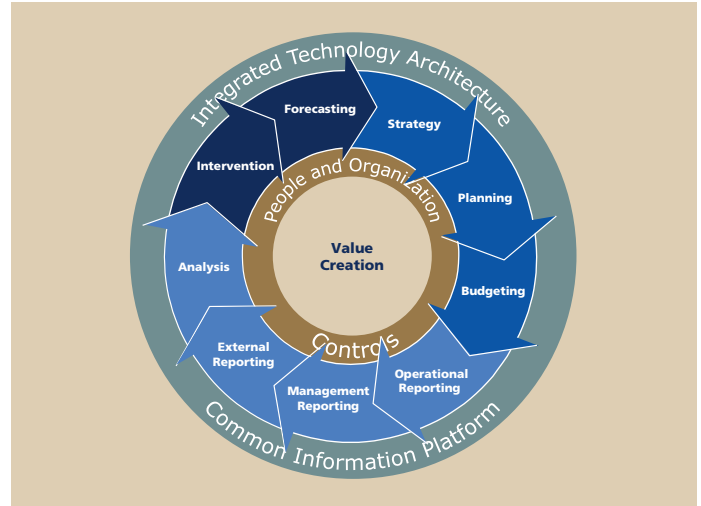 Integrated Technology Architecture
Forecasting
Strategy
Intervention
People and Organization
Planning
Value
Creation
Analysis
Budgeting
Controls
External
Reporting
Operational
Reporting
Management
Reporting
Common Information Platform